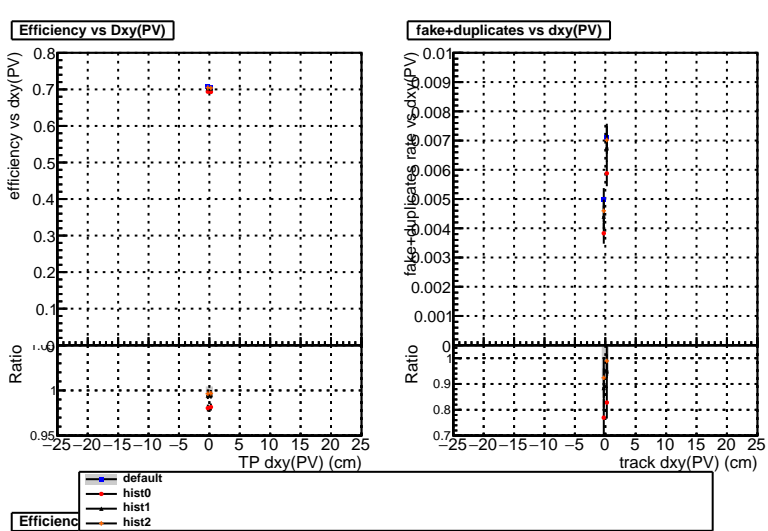 Efficiency vs Dxy(PV)
efficiency vs dxy(PV)
0.8
0.7
0.6
0.5
0.4
0.3
0.2
0.1
0
Ratio
1
0.95
−25 −20 −15 −10 −5 0 5 10 15 20 25
TP dxy(PV) (cm)
fake+duplicates vs dxy(PV)
fake+duplicates rate vs dxy(PV)
0.01
0.009
0.008
0.007
0.006
0.005
0.004
0.003
0.002
0.001
0
Ratio
1
0.9
0.8
0.7
−25 −20 −15 −10 −5 0 5 10 15 20 25
track dxy(PV) (cm)
default
hist0
hist1
hist2
Efficienc